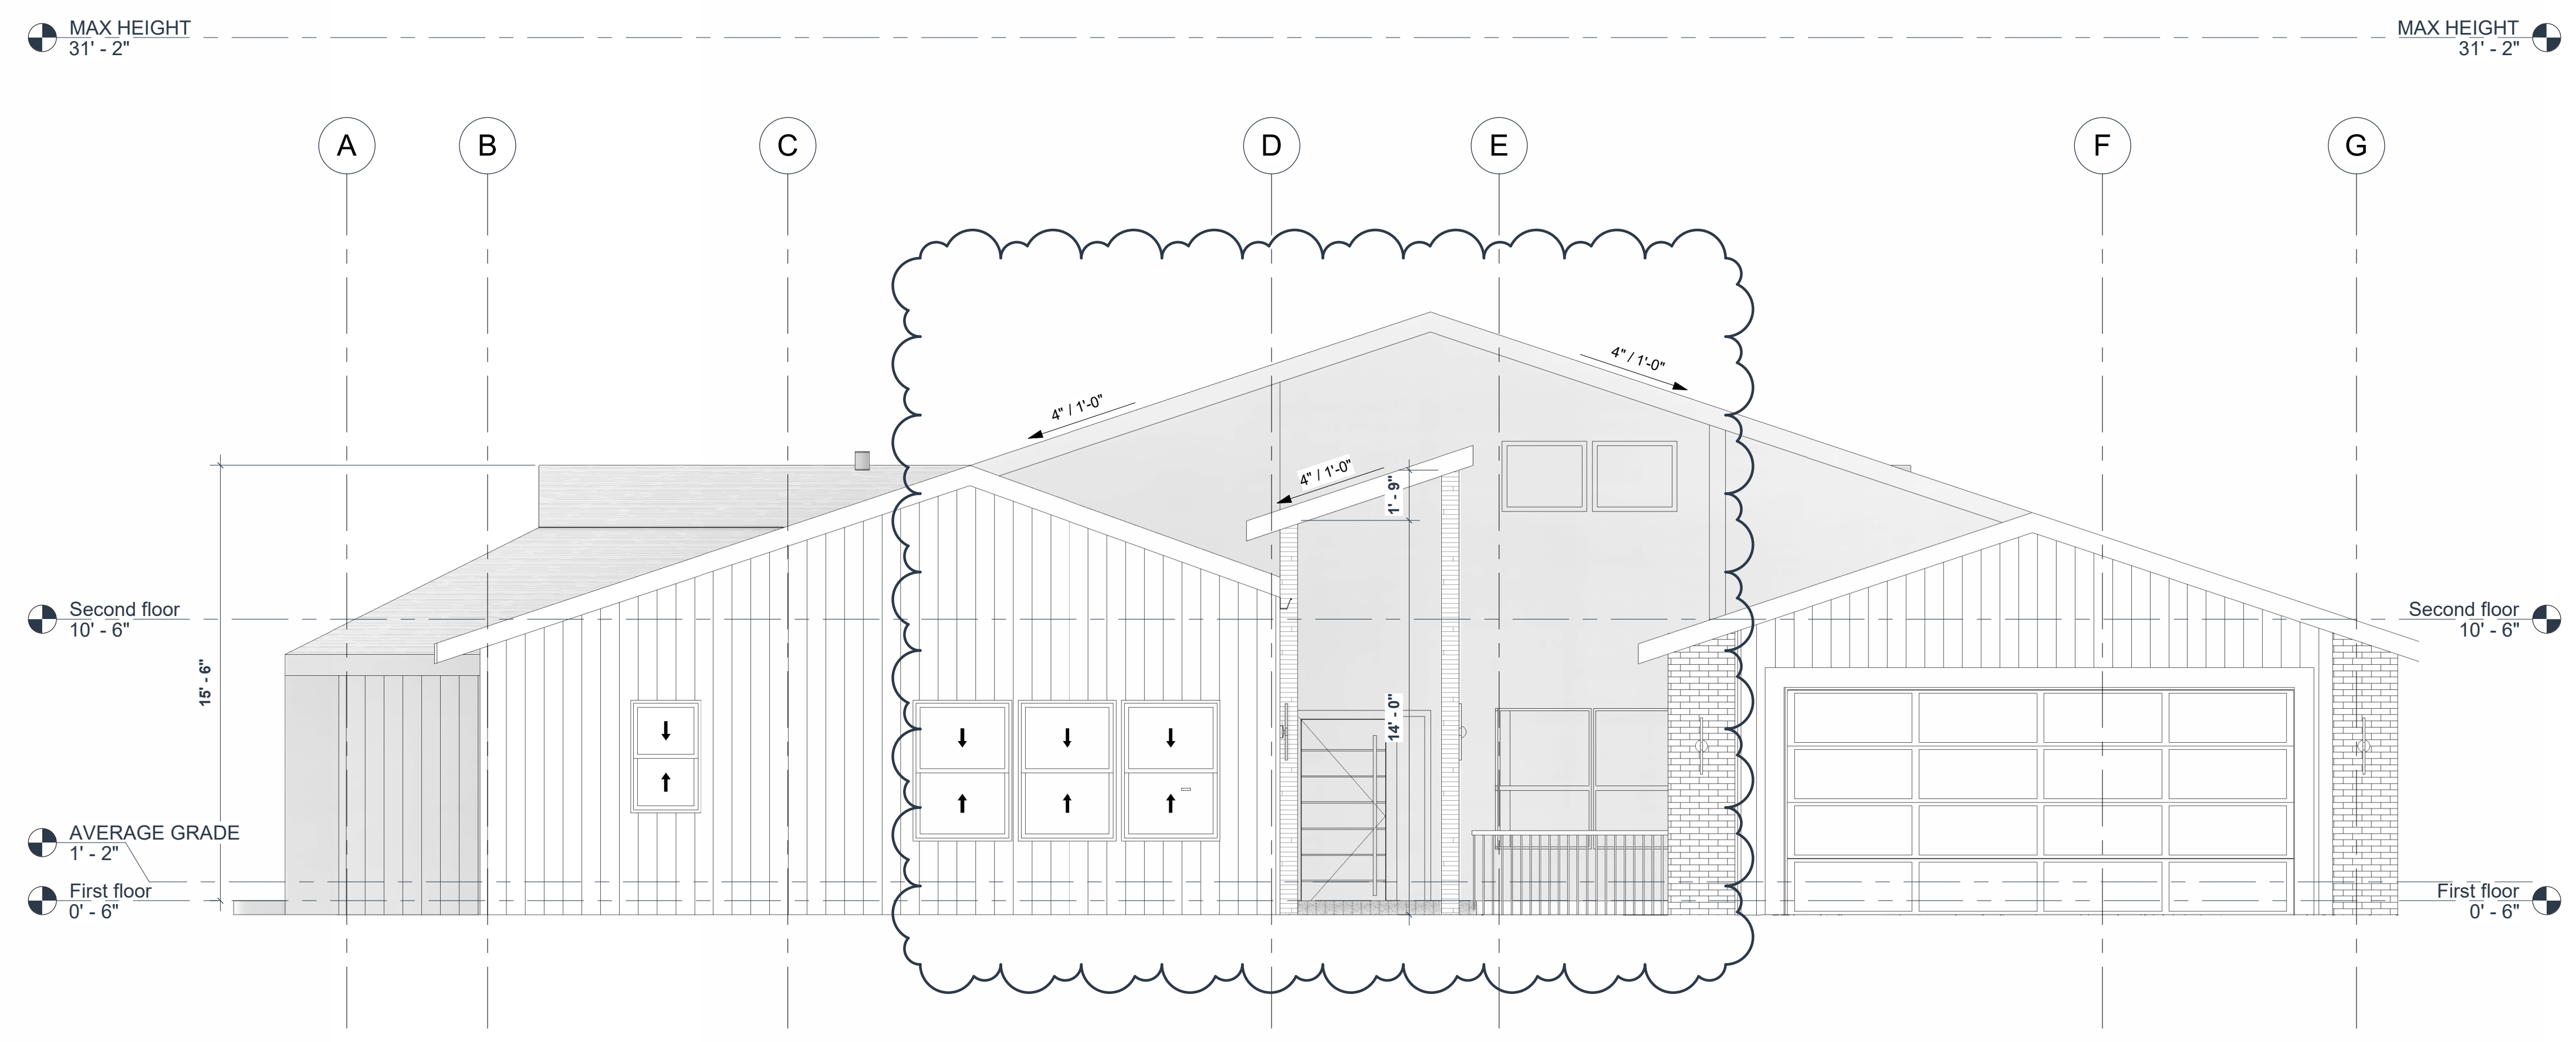 MAX HEIGHT
31' - 2"
MAX HEIGHT
31' - 2"
A
B
C
D
E
F
G
4" / 1'-0"
4" / 1'-0"
4" / 1'-0"
1' - 9"
Second floor
10' - 6"
Second floor
10' - 6"
15' - 6"
14' - 0"
AVERAGE GRADE
1' - 2"
First floor
0' - 6"
First floor
0' - 6"